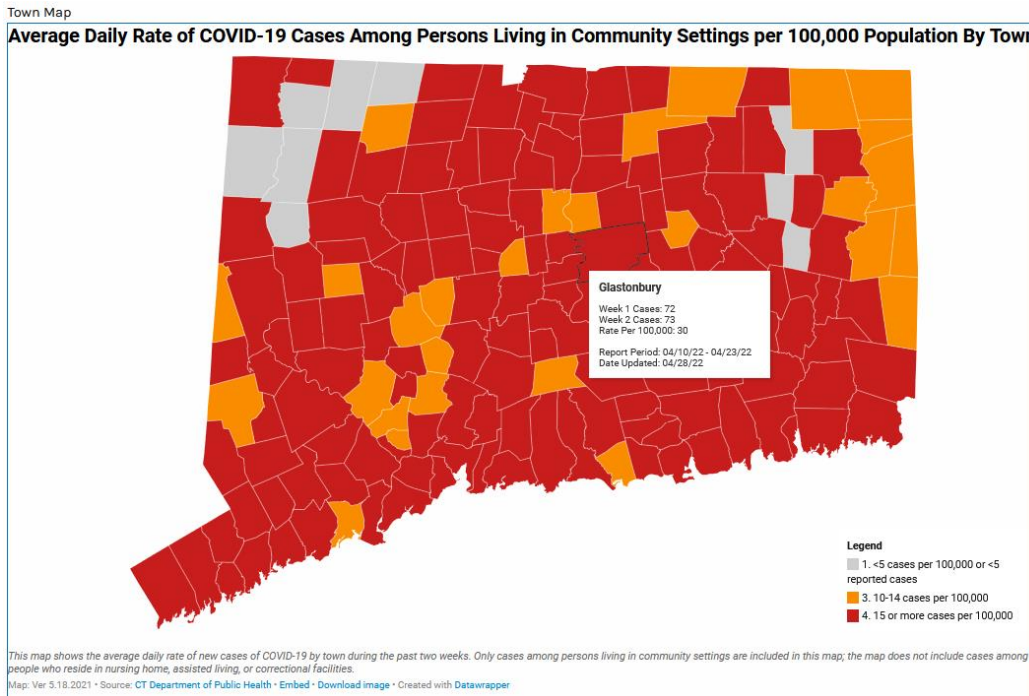 Town Map
Average Daily Rate of COVID-19 Cases Among Persons Living in Community Settings per 100,000 Population By Town
Glastonbury
Week 1 Cases: 72
Week 2 Cases: 73
Rate Per 100,000: 30
Report Period: 04/10/22 - 04/23/22
Date Updated: 04/28/22
Legend
1. <5 cases per 100,000 or <5
reported cases
3. 10-14 cases per 100,000
4. 15 or more cases per 100,000
This map shows the average daily rate of new cases of COVID-19 by town during the past two weeks. Only cases among persons living in community settings are included in this map; the map does not include cases among
people who reside in nursing home, assisted living, or correctional facilities.
Map: Ver 5.18.2021 • Source: CT Department of Public Health • Embed • Download image • Created with Datawrapper